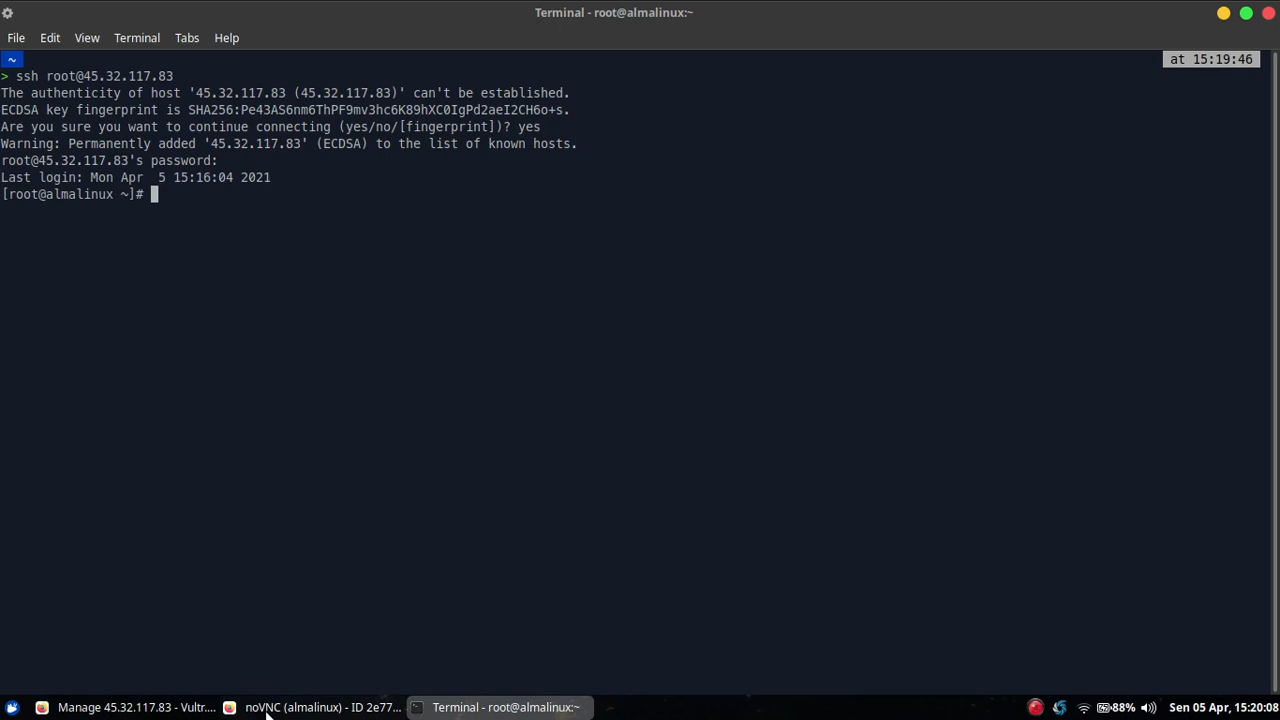 Terminal - root@almalinux:~
File Edit View Terminal Tabs Help
~ at 15:19:46
> ssh root@45.32.117.83
The authenticity of host '45.32.117.83 (45.32.117.83)' can't be established.
ECDSA key fingerprint is SHA256:Pe43AS6nm6ThPF9mv3hc6K89hXC0IgPd2aeI2CH6o+s.
Are you sure you want to continue connecting (yes/no/[fingerprint])? yes
Warning: Permanently added '45.32.117.83' (ECDSA) to the list of known hosts.
root@45.32.117.83's password:
Last login: Mon Apr  5 15:16:04 2021
[root@almalinux ~]#
Manage 45.32.117.83 - Vultr.... noVNC (almalinux) - ID 2e77... Terminal - root@almalinux:~ 88% Sen 05 Apr, 15:20:08